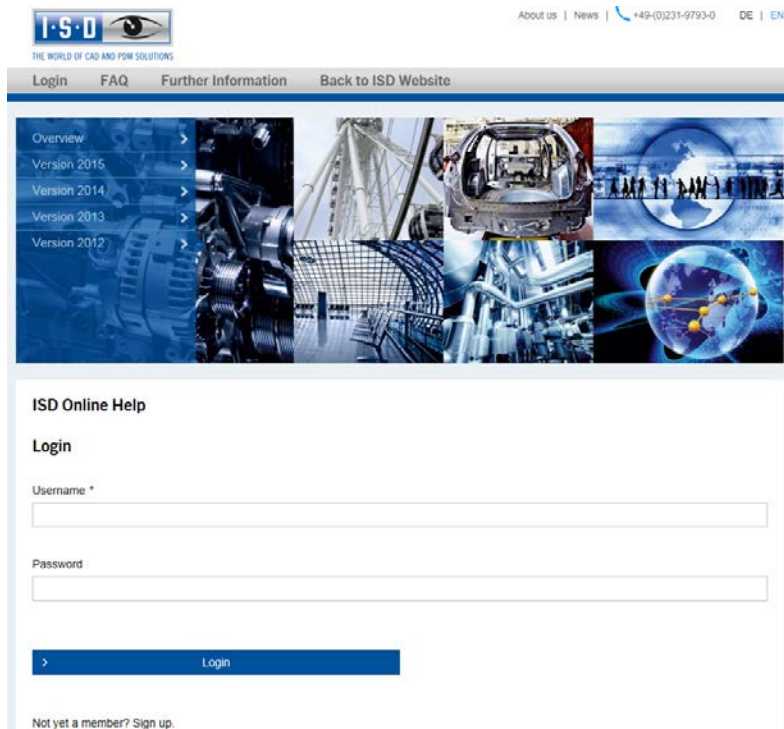 About us | News | +49-(0)231-9793-0 DE | EN
I·S·D
THE WORLD OF CAD AND PDM SOLUTIONS
Login FAQ Further Information Back to ISD Website
Overview
Version 2015
Version 2014
Version 2013
Version 2012
ISD Online Help
Login
Username *
Password
Login
Not yet a member? Sign up.